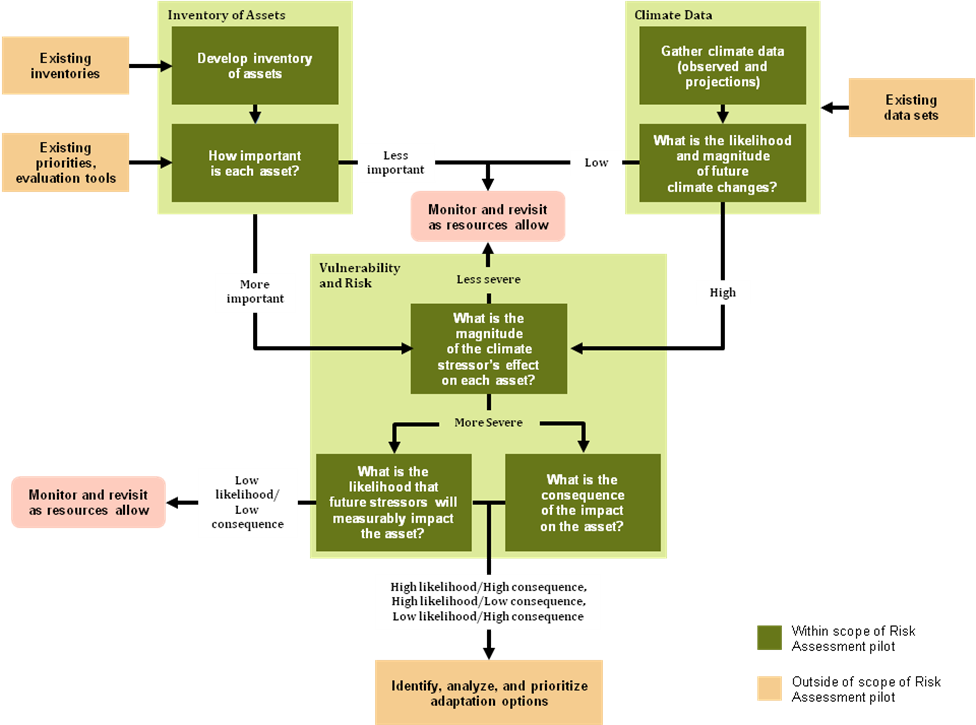 Inventory of Assets
Climate Data
Existing
inventories
Develop inventory
of assets
Gather climate data
(observed and
projections)
Existing
data sets
Existing
priorities,
evaluation tools
How important
is each asset?
Less
important
Low
What is the likelihood
and magnitude
of future
climate changes?
Monitor and revisit
as resources allow
More
important
Vulnerability
and Risk
Less severe
High
What is the
magnitude
of the climate
stressor's effect
on each asset?
More Severe
Monitor and revisit
as resources allow
Low
likelihood/
Low
consequence
What is the
likelihood that
future stressors will
measurably impact
the asset?
What is the
consequence
of the impact
on the asset?
High likelihood/High consequence,
High likelihood/Low consequence,
Low likelihood/High consequence
Identify, analyze, and prioritize
adaptation options
Within scope of Risk
Assessment pilot
Outside of scope of Risk
Assessment pilot